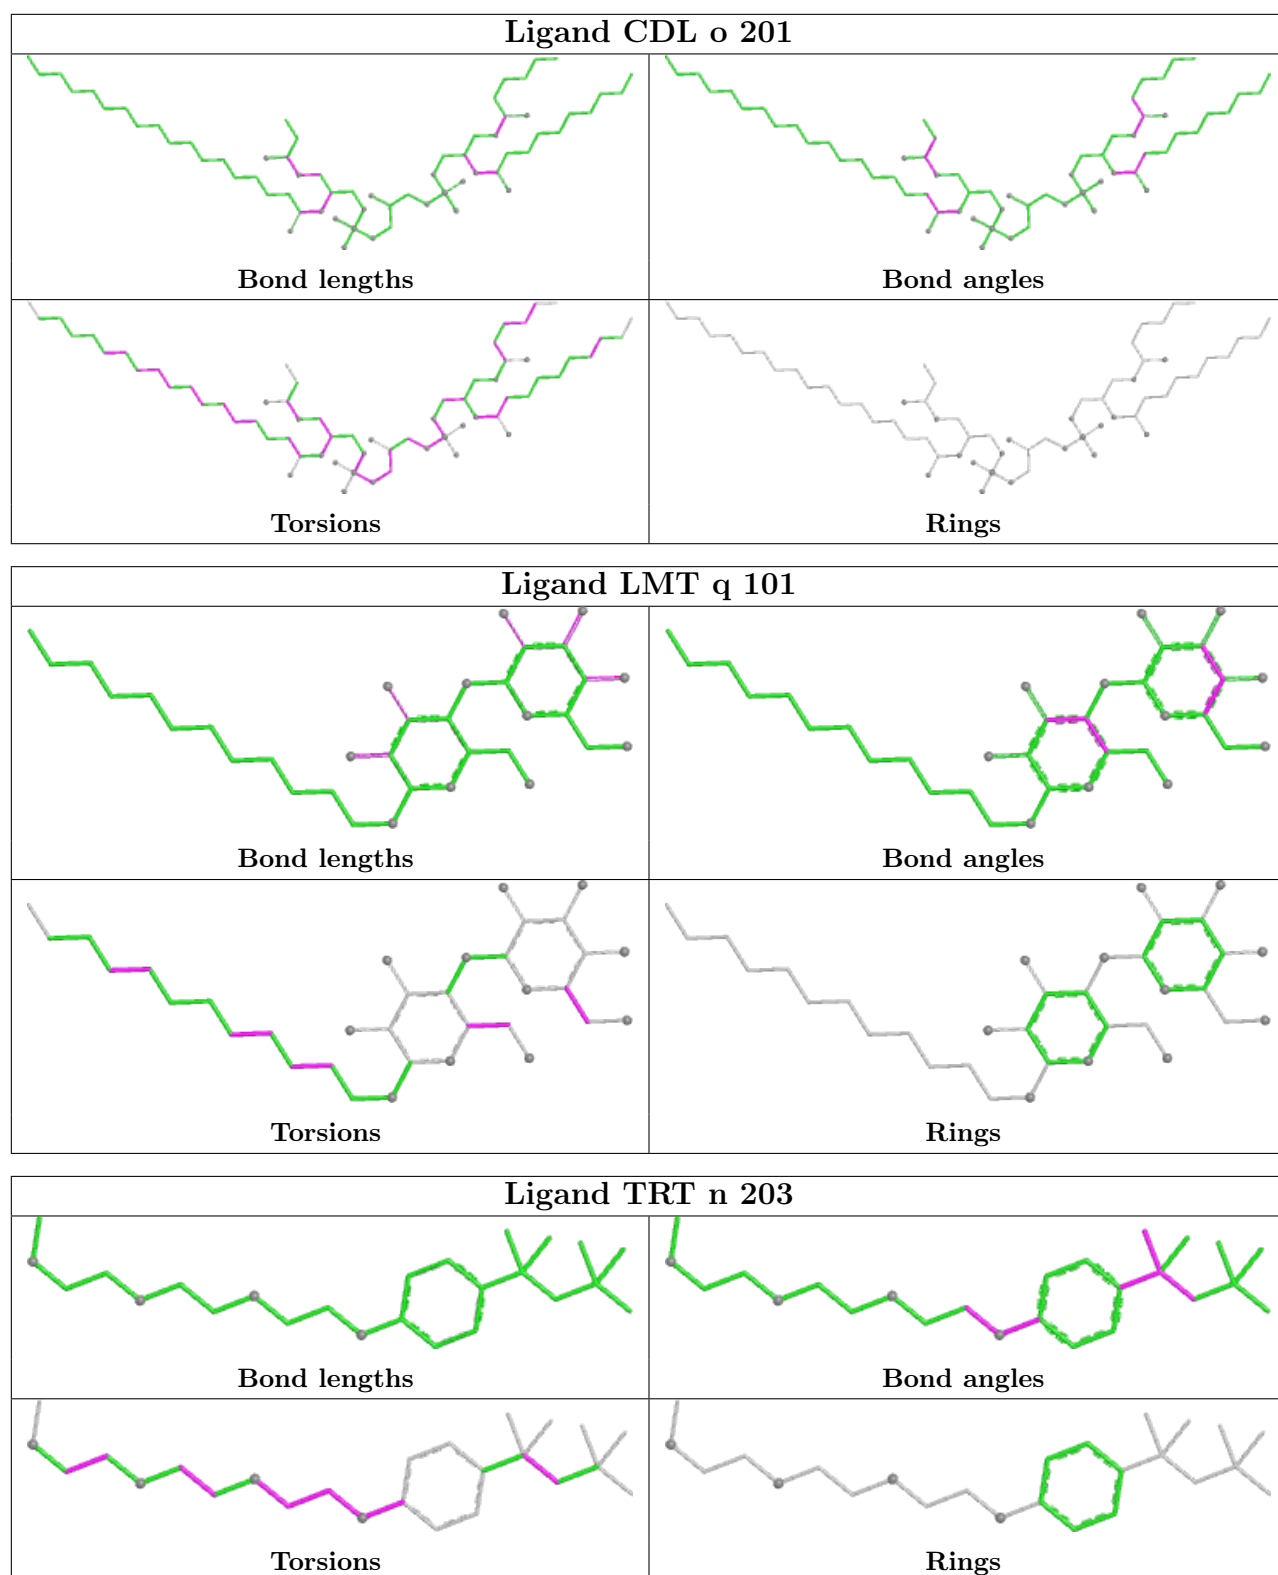 Ligand CDL o 201
Bond lengths Bond angles
Torsions Rings
Ligand LMT q 101
Bond lengths Bond angles
Torsions Rings
Ligand TRT n 203
Bond lengths Bond angles
Torsions Rings